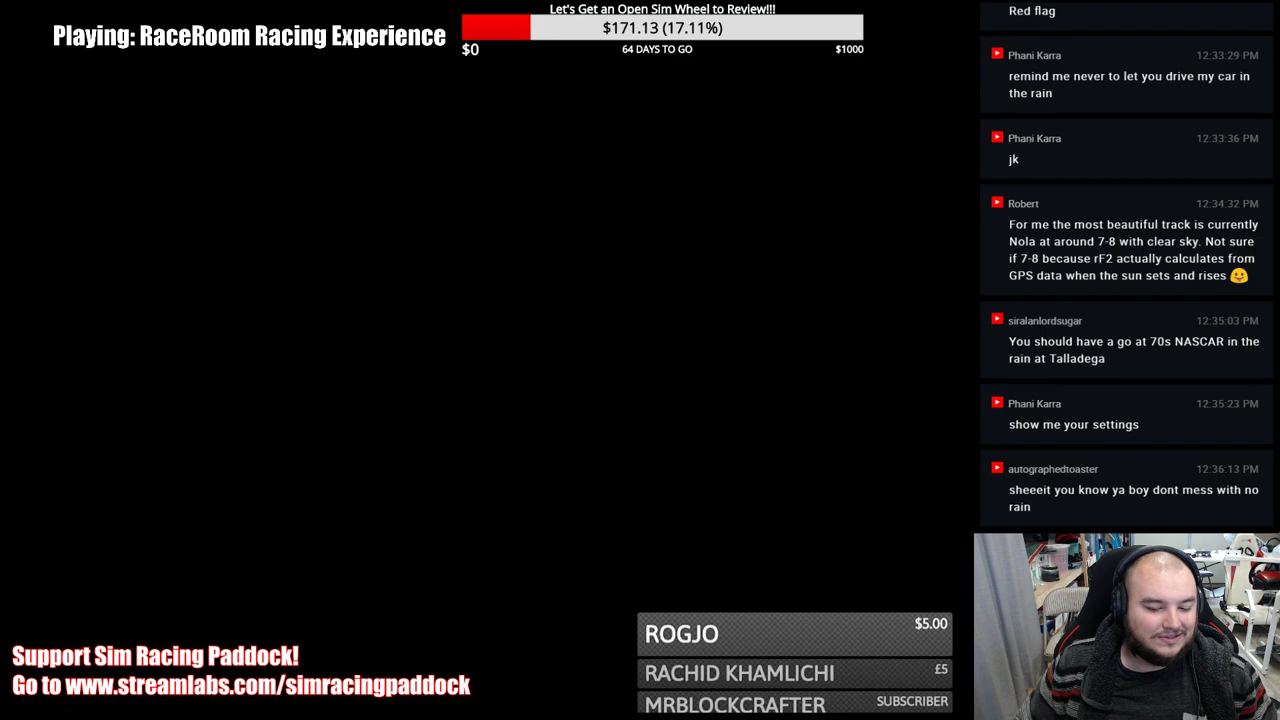 Playing: RaceRoom Racing Experience
Let's Get an Open Sim Wheel to Review!!!
$171.13 (17.11%)
$0
64 DAYS TO GO
$1000
Red flag
Phani Karra
12:33:29 PM
remind me never to let you drive my car in
the rain
Phani Karra
12:33:36 PM
jk
Robert
12:34:32 PM
For me the most beautiful track is currently
Nola at around 7-8 with clear sky. Not sure
if 7-8 because rF2 actually calculates from
GPS data when the sun sets and rises
siralanlordsugar
12:35:03 PM
You should have a go at 70s NASCAR in the
rain at Talladega
Phani Karra
12:35:23 PM
show me your settings
autographedtoaster
12:36:13 PM
sheeeit you know ya boy dont mess with no
rain
ROGJO
$5.00
RACHID KHAMLICHI
£5
MRBLOCKCRAFTER
SUBSCRIBER
Support Sim Racing Paddock!
Go to www.streamlabs.com/simracingpaddock